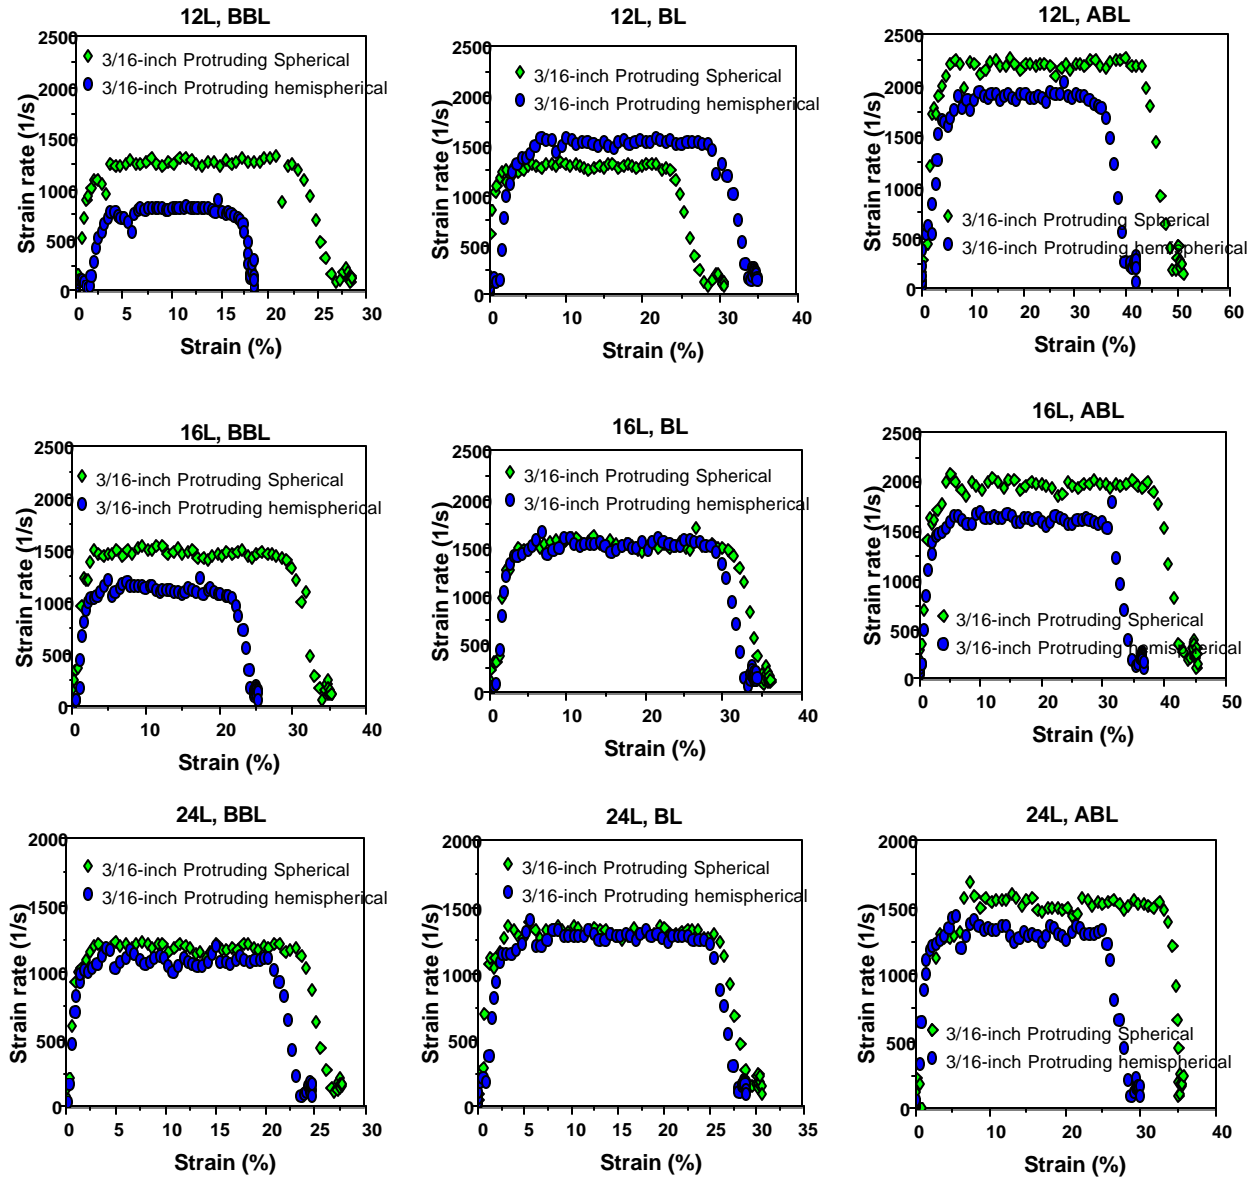 12L, BBL
2500
3/16-inch Protruding Spherical
3/16-inch Protruding hemispherical
2000
1500
1000
500
0
Strain rate (1/s)
0 5 10 15 20 25 30
Strain (%)
12L, BL
2500
3/16-inch Protruding Spherical
3/16-inch Protruding hemispherical
2000
1500
1000
500
0
Strain rate (1/s)
0 10 20 30 40
Strain (%)
12L, ABL
2500
2000
1500
1000
500
0
3/16-inch Protruding Spherical
3/16-inch Protruding hemispherical
Strain rate (1/s)
0 10 20 30 40 50 60
Strain (%)
16L, BBL
2500
3/16-inch Protruding Spherical
3/16-inch Protruding hemispherical
2000
1500
1000
500
0
Strain rate (1/s)
0 10 20 30 40
Strain (%)
16L, BL
2500
3/16-inch Protruding Spherical
3/16-inch Protruding hemispherical
2000
1500
1000
500
0
Strain rate (1/s)
0 10 20 30 40
Strain (%)
16L, ABL
2500
2000
1500
1000
500
0
3/16-inch Protruding Spherical
3/16-inch Protruding hemispherical
Strain rate (1/s)
0 10 20 30 40 50
Strain (%)
24L, BBL
2000
3/16-inch Protruding Spherical
3/16-inch Protruding hemispherical
1500
1000
500
0
Strain rate (1/s)
0 5 10 15 20 25 30
Strain (%)
24L, BL
2000
3/16-inch Protruding Spherical
3/16-inch Protruding hemispherical
1500
1000
500
0
Strain rate (1/s)
0 5 10 15 20 25 30 35
Strain (%)
24L, ABL
2000
1500
1000
500
0
3/16-inch Protruding Spherical
3/16-inch Protruding hemispherical
Strain rate (1/s)
0 10 20 30 40
Strain (%)